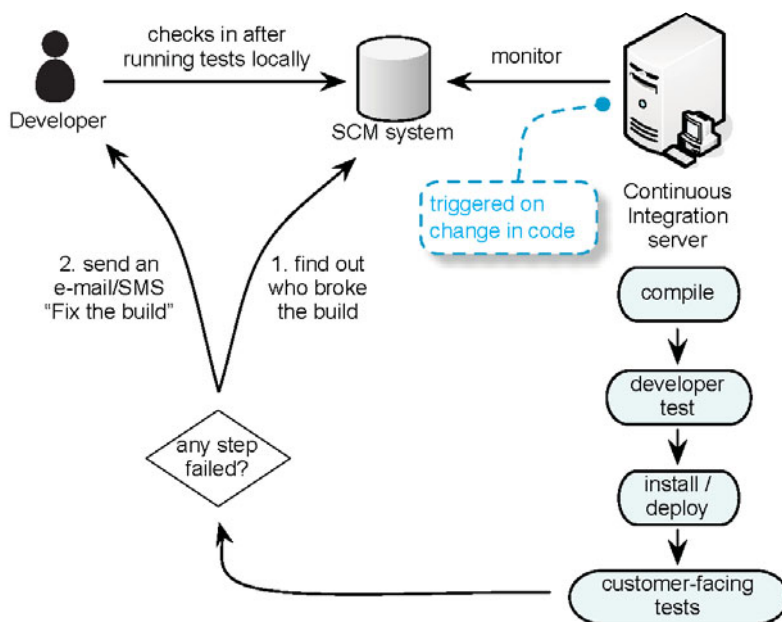 checks in after
running tests locally
monitor
Developer
SCM system
triggered on
change in code
Continuous
Integration
server
2. send an
e-mail/SMS
“Fix the build”
1. find out
who broke
the build
compile
developer
test
any step
failed?
install /
deploy
customer-facing
tests